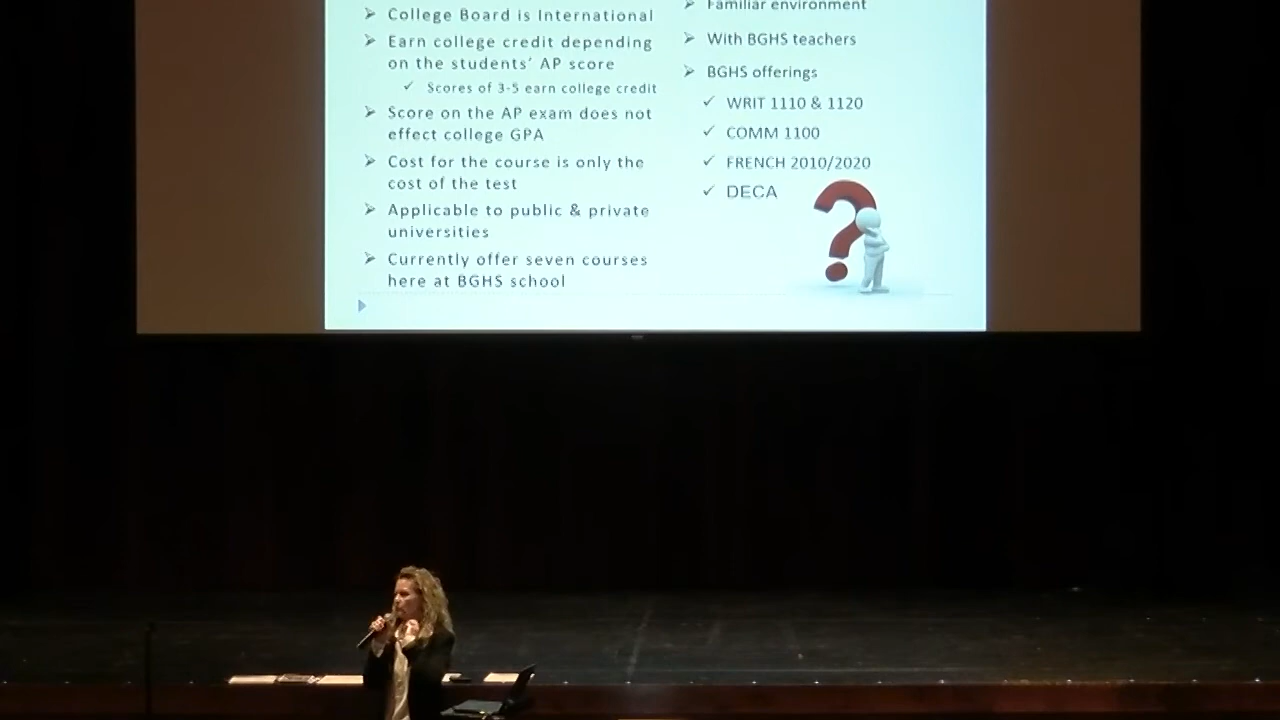 College Board is International
Earn college credit depending
on the students' AP score
Scores of 3-5 earn college credit
Score on the AP exam does not
effect college GPA
Cost for the course is only the
cost of the test
Applicable to public & private
universities
Currently offer seven courses
here at BGHS school
Familiar environment
With BGHS teachers
BGHS offerings
WRIT 1110 & 1120
COMM 1100
FRENCH 2010/2020
DECA